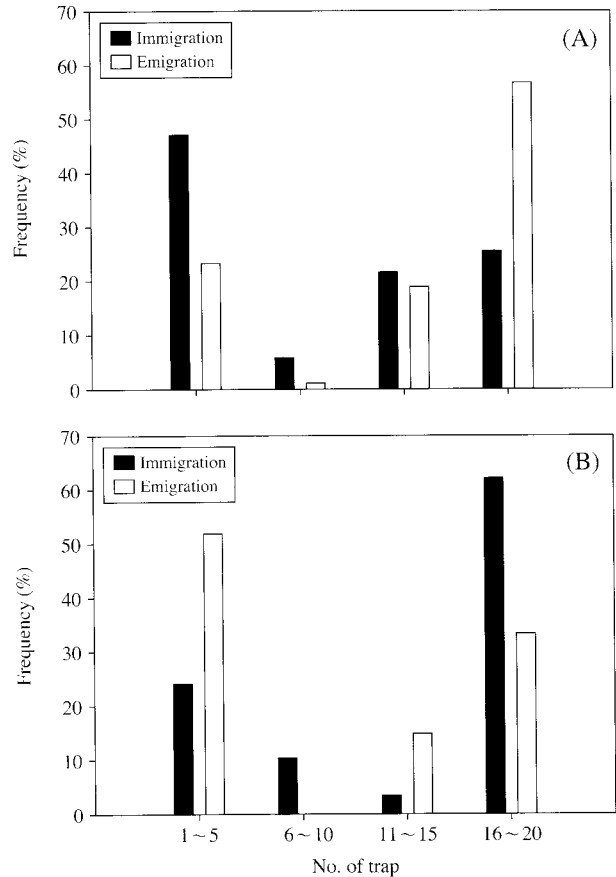 70
60
50
40
30
20
10
0
Frequency (%)
Immigration
Emigration
(A)
70
60
50
40
30
20
10
0
Frequency (%)
Immigration
Emigration
(B)
1~5
6~10
11~15
16~20
No. of trap